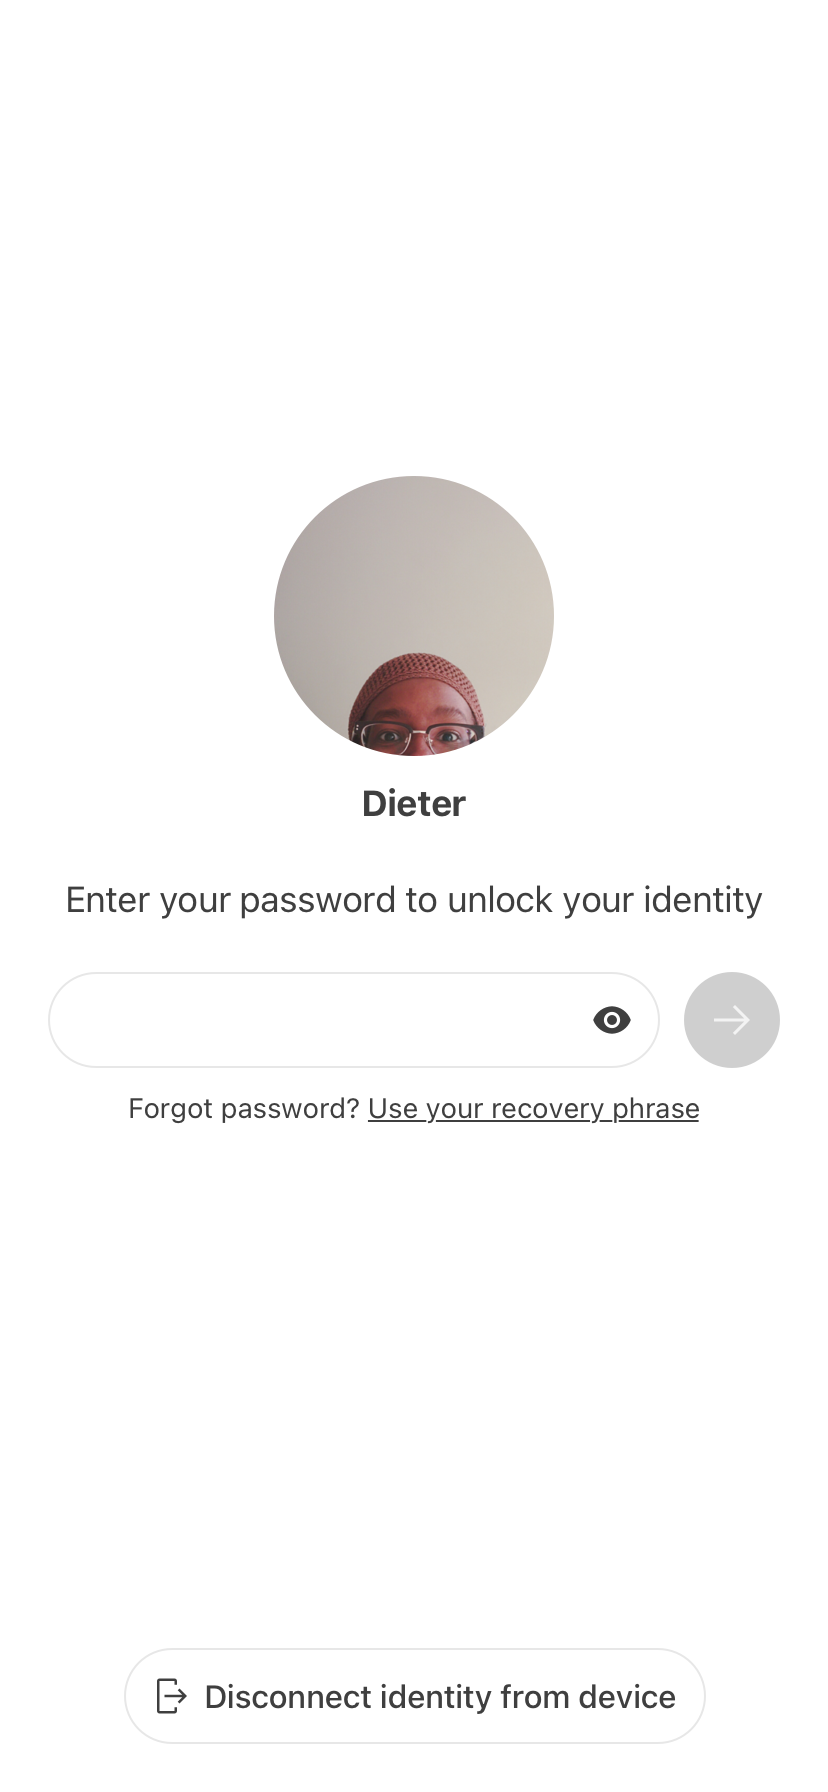 Dieter
Enter your password to unlock your identity
Forgot password? Use your recovery phrase
Disconnect identity from device